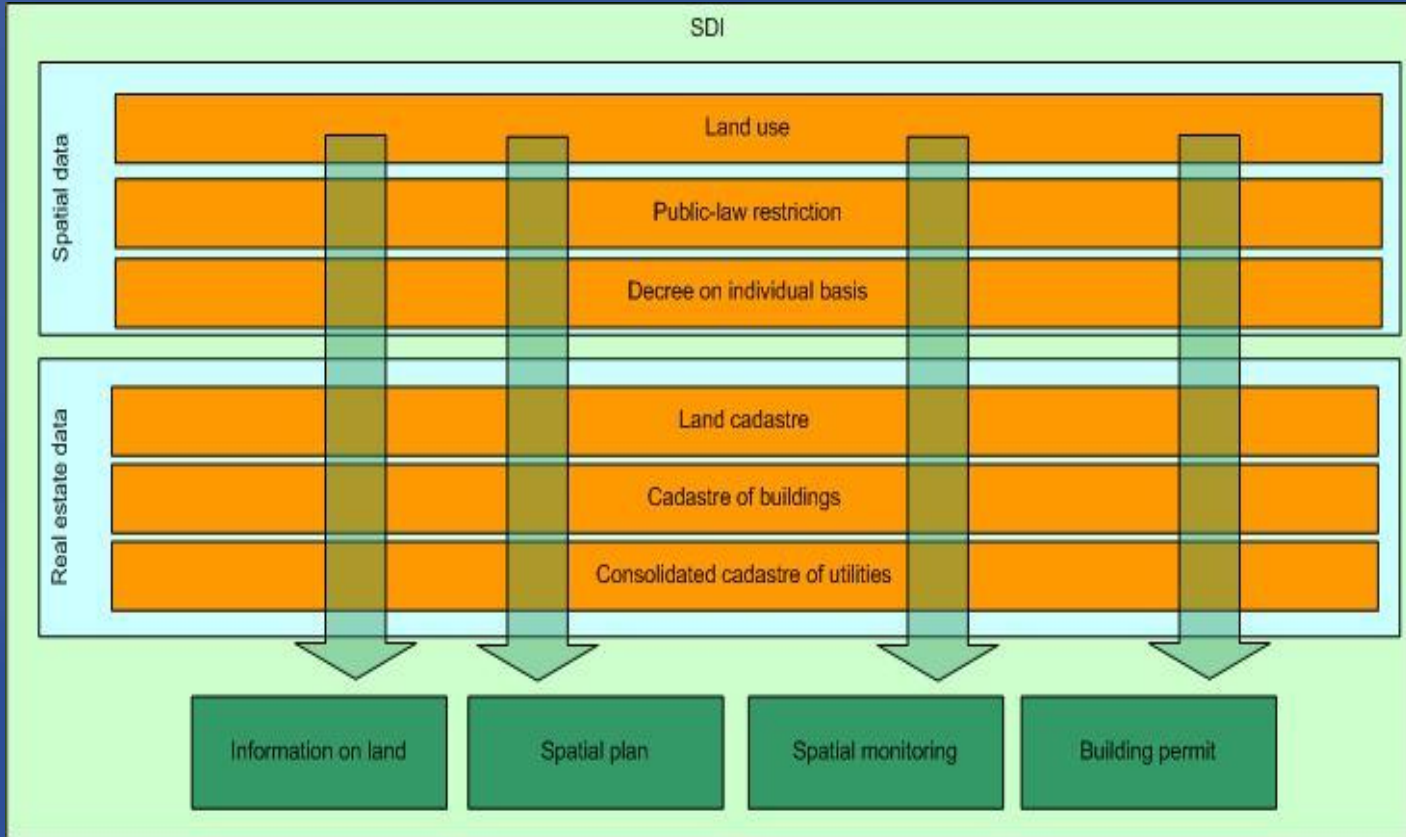 SDI
Spatial data
Land use
Public-law restriction
Decree on individual basis
Real estate data
Land cadastre
Cadastre of buildings
Consolidated cadastre of utilities
Information on land
Spatial plan
Spatial monitoring
Building permit